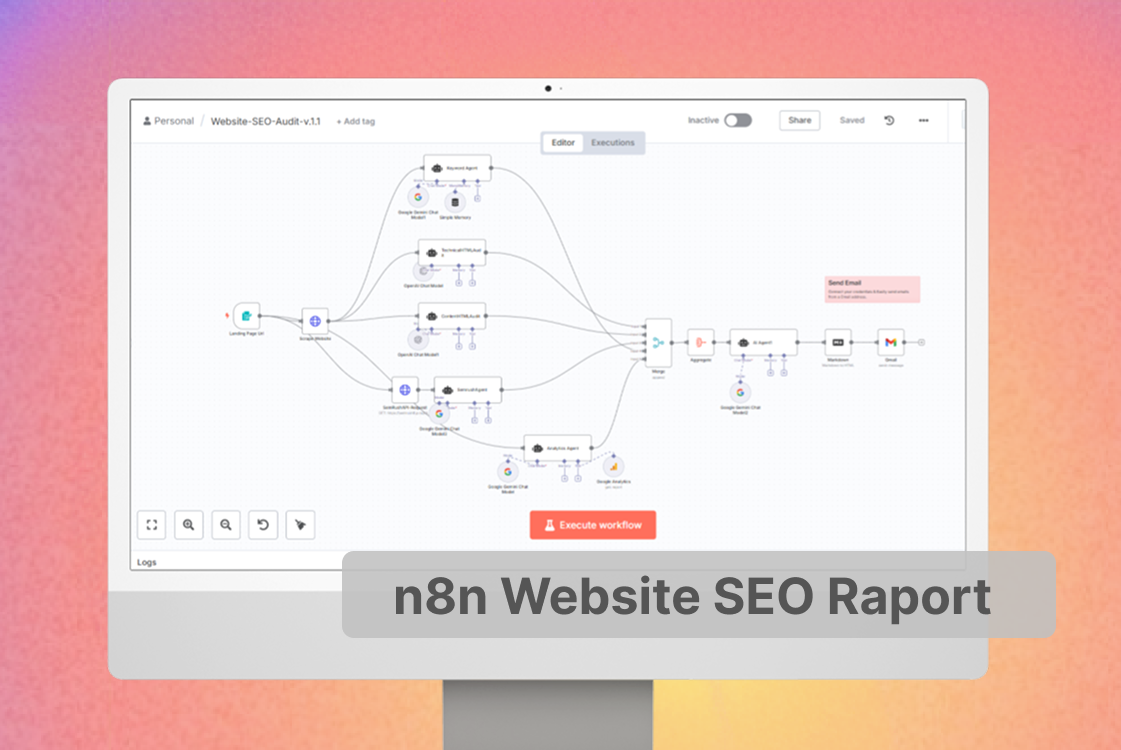 Personal / Website-SEO-Audit-v.1.1 + Add tag
Inactive
Share
Saved
Editor
Executions
Keyword Agent
Google Gemini Chat
Model1
Simple Memory
OpenAI Chat Model
ContentHTMLAudit
OpenAI Chat Model1
Landing Page Url
Scrape Website
Google Gemini Chat
Analytics Agent
Google Gemini Chat
Model
Google Analytics
Merge
Aggregate
AI Agent1
Google Gemini Chat
Model2
Send Email
Markdown
Markdown to HTML
Gmail
Execute workflow
Logs
n8n Website SEO Raport